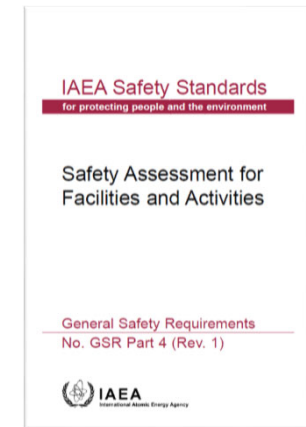 IAEA Safety Standards
for protecting people and the environment
Safety Assessment for
Facilities and Activities
General Safety Requirements
No. GSR Part 4 (Rev. 1)
IAEA
International Atomic Energy Agency